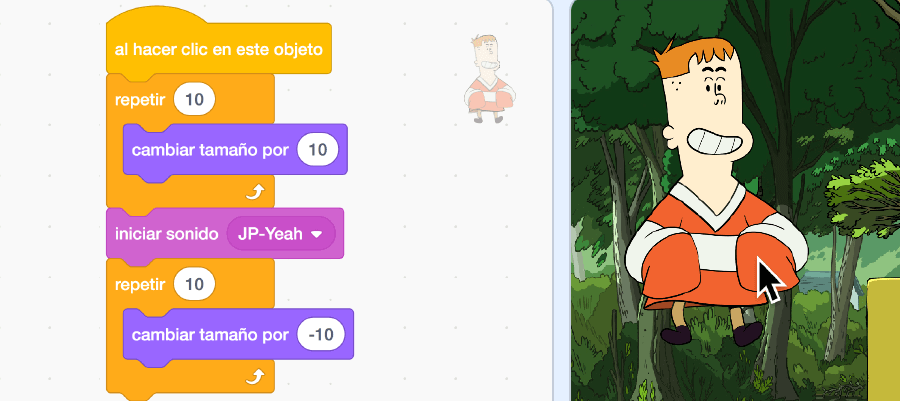 al hacer clic en este objeto
repetir 10
cambiar tamaño por 10
iniciar sonido JP-Yeah
repetir 10
cambiar tamaño por -10